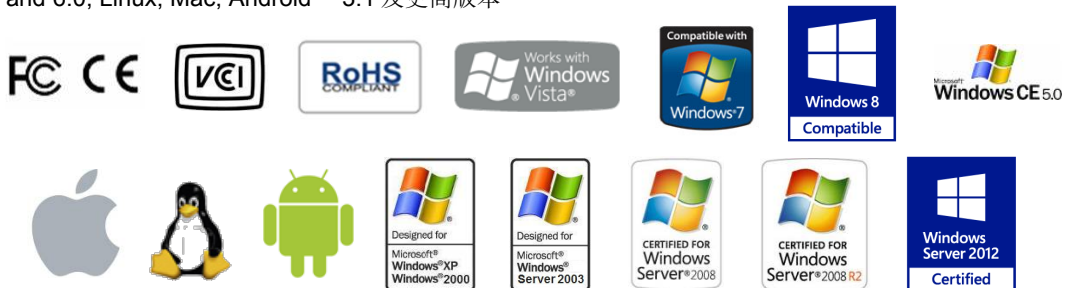 and 6.0, Linux, Mac, Android 3.1 及更高版本
FC CE
VCI
RoHS
COMPLIANT
Works with
Windows
Vista®
Compatible with
Windows®7
Windows 8
Compatible
Microsoft®
Windows CE 5.0
Designed for
Microsoft®
Windows®XP
Windows®2000
Designed for
Microsoft®
Windows®
Server 2003
CERTIFIED FOR
Windows
Server®2008
CERTIFIED FOR
Windows
Server®2008 R2
Windows
Server 2012
Certified